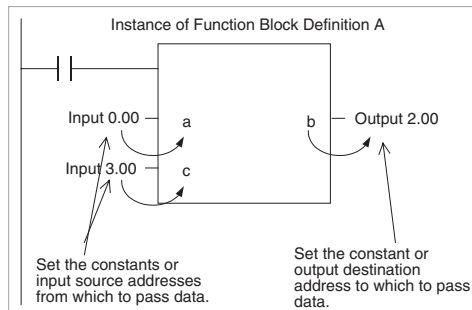 Instance of Function Block Definition A
Input 0.00
a
b
Output 2.00
Input 3.00
c
Set the constants or
input source addresses
from which to pass data.
Set the constant or
output destination
address to which to pass
data.